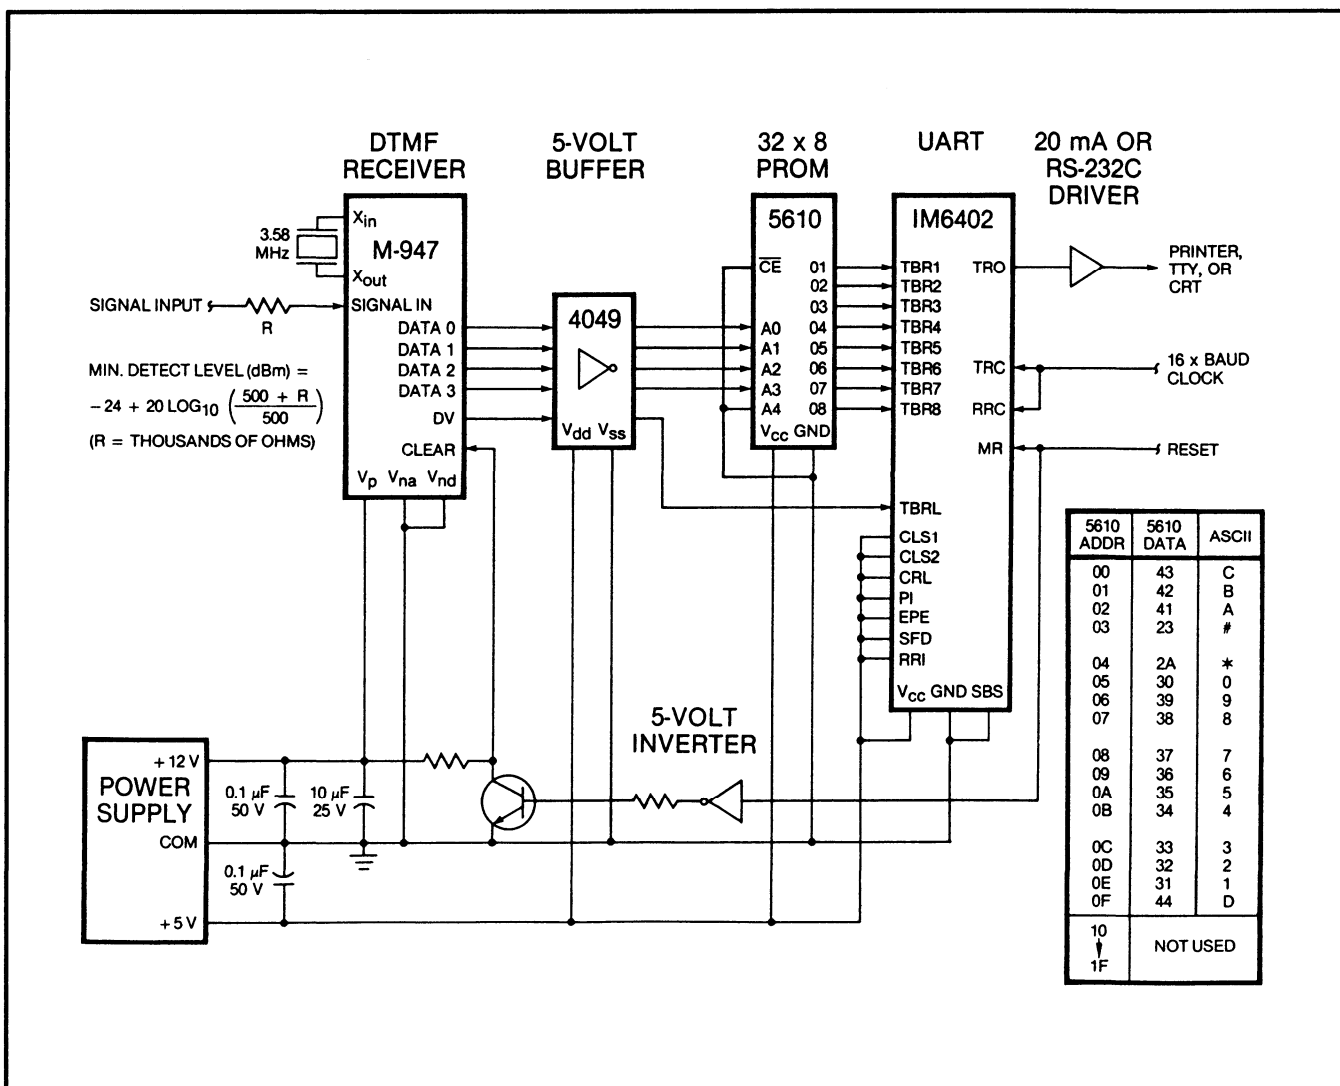 DTMF
RECEIVER
5-VOLT
BUFFER
32 x 8
PROM
UART
20 mA OR
RS-232C
DRIVER
3.58
MHz
Xin
M-947
Xout
SIGNAL INPUT
R
SIGNAL IN
DATA 0
DATA 1
DATA 2
DATA 3
DV
CLEAR
Vp Vna Vnd
MIN. DETECT LEVEL (dBm) =
−24 + 20 LOG10 (500 + R / 500)
(R = THOUSANDS OF OHMS)
4049
Vdd Vss
5610
C̅E̅ 01
02
03
A0 04
A1 05
A2 06
A3 07
A4 08
Vcc GND
IM6402
TBR1 TRO
TBR2
TBR3
TBR4
TBR5
TBR6 TRC
TBR7
TBR8 RRC
MR
TBRL
CLS1
CLS2
CRL
PI
EPE
SFD
RRI
Vcc GND SBS
PRINTER,
TTY, OR
CRT
16 x BAUD
CLOCK
RESET
5-VOLT
INVERTER
POWER
SUPPLY
+12 V
COM
+5 V
0.1 µF
50 V
10 µF
25 V
0.1 µF
50 V
5610 ADDR 5610 DATA ASCII
00 43 C
01 42 B
02 41 A
03 23 #
04 2A *
05 30 0
06 39 9
07 38 8
08 37 7
09 36 6
0A 35 5
0B 34 4
0C 33 3
0D 32 2
0E 31 1
0F 44 D
10
1F
NOT USED